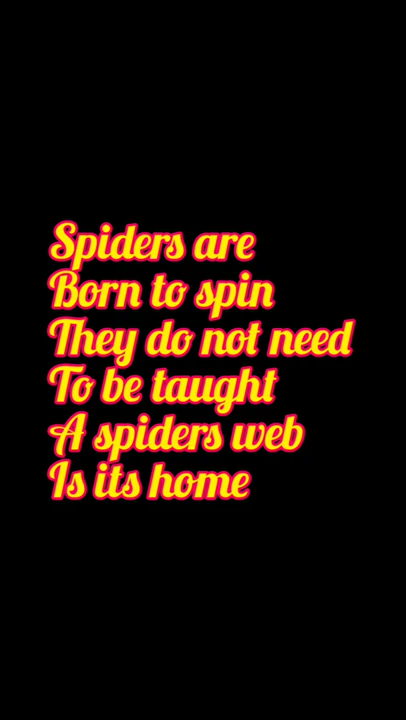 Spiders are
Born to spin
They do not need
To be taught
A spiders web
Is its home